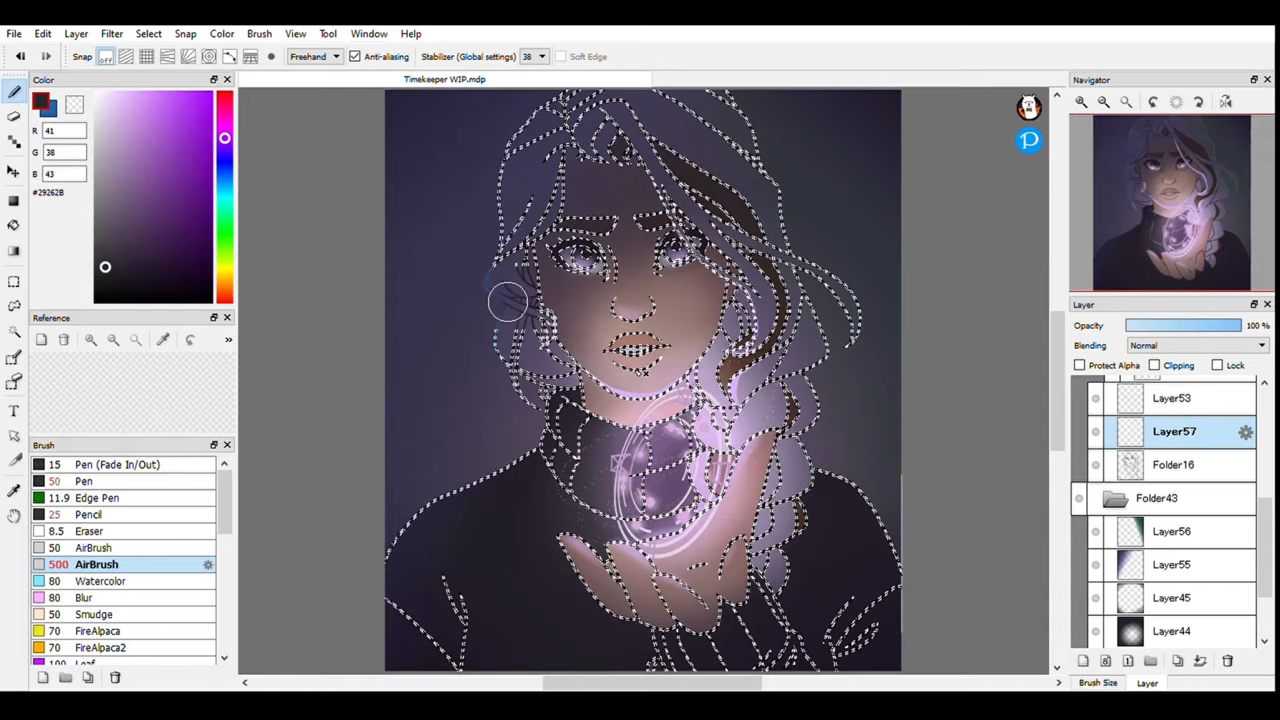 File Edit Layer Filter Select Snap Color Brush View Tool Window Help
Snap off Freehand Anti-aliasing Stabilizer (Global settings) 38 Soft Edge
Color
Timekeeper WIP.mdp
Navigator
R 41
G 38
B 43
#29262B
Reference
Brush
15 Pen (Fade In/Out)
50 Pen
11.9 Edge Pen
25 Pencil
8.5 Eraser
50 AirBrush
500 AirBrush
80 Watercolor
80 Blur
50 Smudge
70 FireAlpaca
70 FireAlpaca2
Layer
Opacity 100 %
Blending Normal
Protect Alpha Clipping Lock
Layer53
Layer57
Folder16
Folder43
Layer56
Layer55
Layer45
Layer44
Brush Size Layer